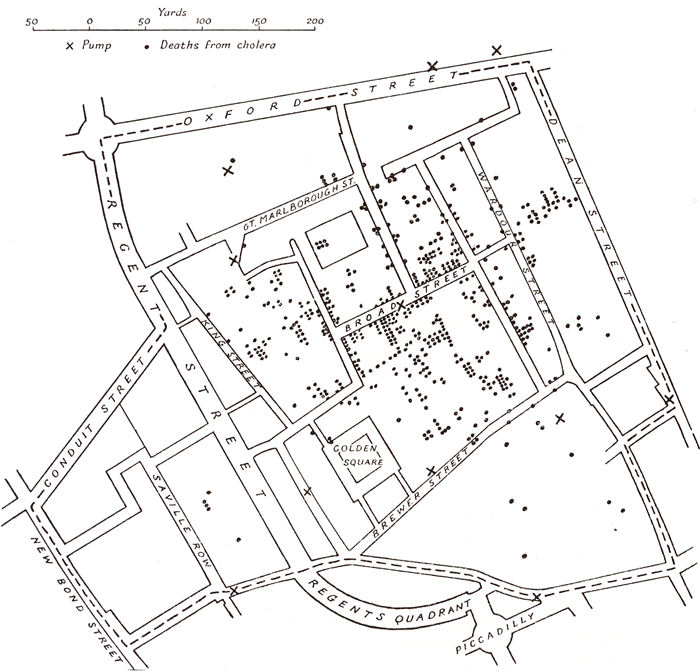 Yards
50 0 50 100 150 200
× Pump • Deaths from cholera
OXFORD STREET
DEAN STREET
WARDOUR STREET
GT. MARLBOROUGH ST.
REGENT STREET
BROAD STREET
KING STREET
CONDUIT STREET
GOLDEN
SQUARE
SAVILLE ROW
BREWER STREET
NEW BOND STREET
REGENTS QUADRANT
PICCADILLY